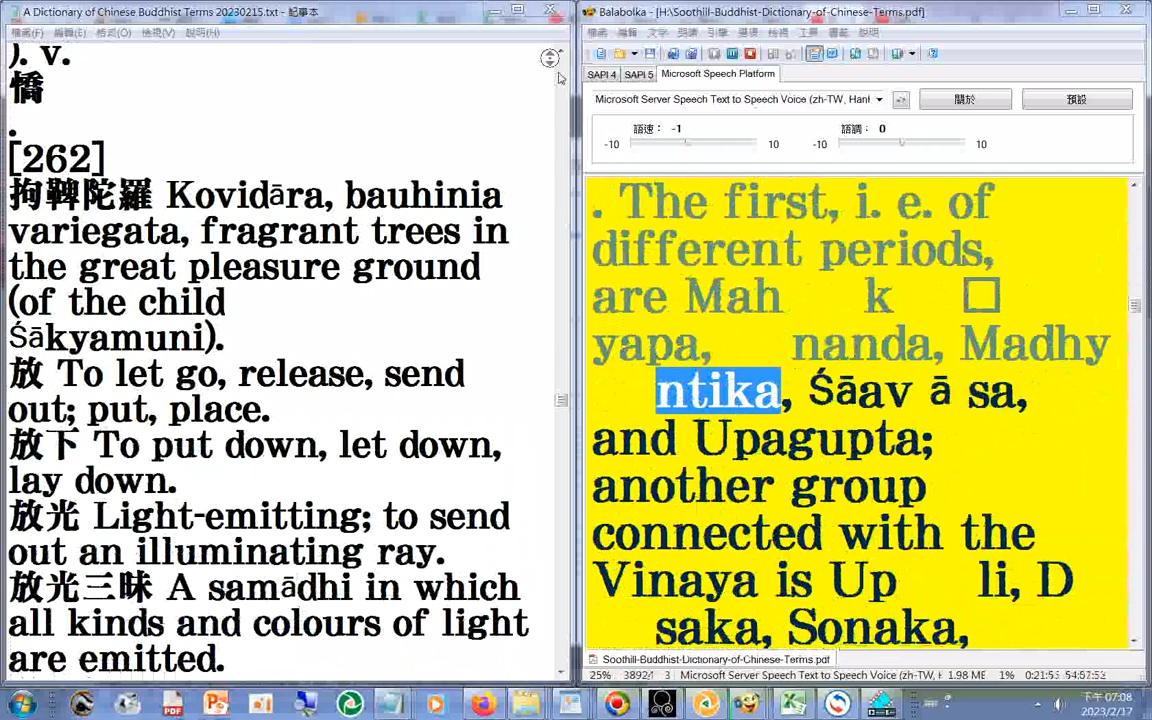 A Dictionary of Chinese Buddhist Terms 20230215.txt - 記事本
檔案(F) 編輯(E) 格式(O) 檢視(V) 說明(H)
). v.
憍
.
[262]
拘鞞陀羅 Kovidāra, bauhinia
variegata, fragrant trees in
the great pleasure ground
(of the child
Śākyamuni).
放 To let go, release, send
out; put, place.
放下 To put down, let down,
lay down.
放光 Light-emitting; to send
out an illuminating ray.
放光三昧 A samādhi in which
all kinds and colours of light
are emitted.
Balabolka - [H:\Soothill-Buddhist-Dictionary-of-Chinese-Terms.pdf]
檔案 編輯 文字 朗讀 引擎 選項 檢視 工具 書籤 說明
SAPI 4 SAPI 5 Microsoft Speech Platform
Microsoft Server Speech Text to Speech Voice (zh-TW, Han
關於
預設
語速: -1
語調: 0
-10 10 -10 10
. The first, i. e. of
different periods,
are Mah k □
yapa, nanda, Madhy
ntika, Śāav ā sa,
and Upagupta;
another group
connected with the
Vinaya is Up li, D
saka, Sonaka,
Soothill-Buddhist-Dictionary-of-Chinese-Terms.pdf
25% 38924 3 Microsoft Server Speech Text to Speech Voice (zh-TW, H 1.98 MB 1% 0:21:53 54:57:52
下午 07:08
2023/2/17